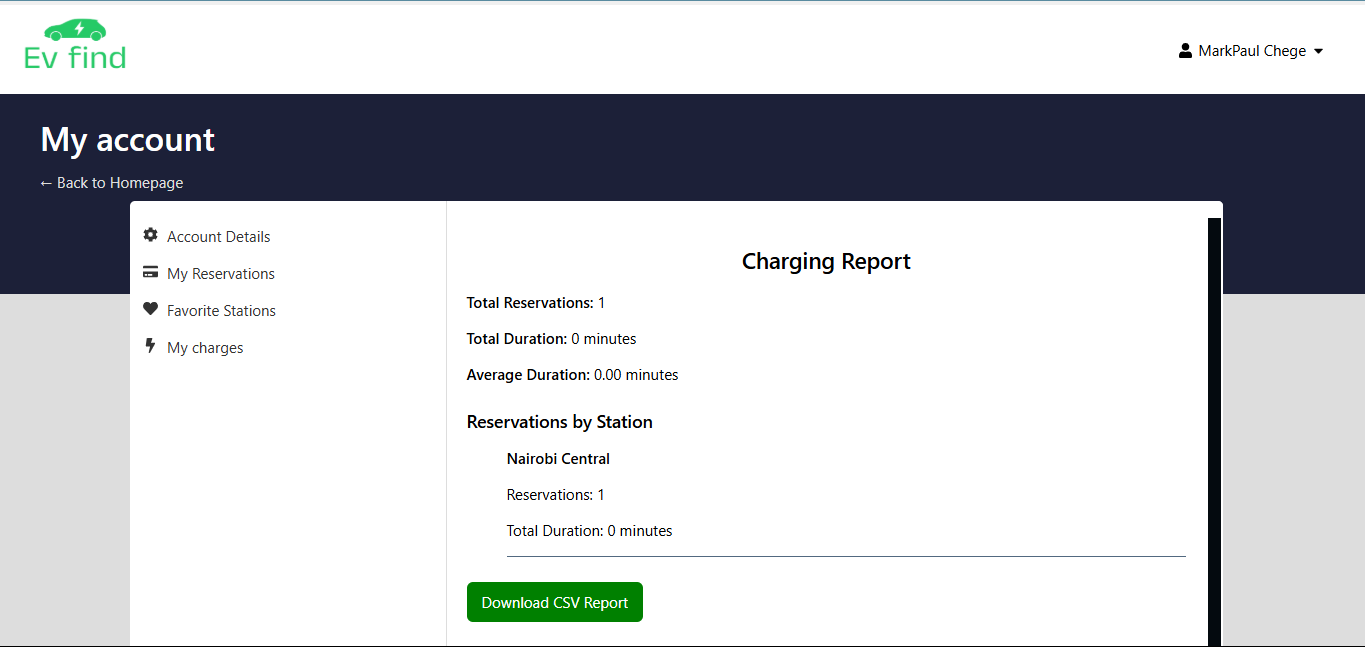 Ev find
MarkPaul Chege
My account
← Back to Homepage
Account Details
My Reservations
Favorite Stations
My charges
Charging Report
Total Reservations: 1
Total Duration: 0 minutes
Average Duration: 0.00 minutes
Reservations by Station
Nairobi Central
Reservations: 1
Total Duration: 0 minutes
Download CSV Report